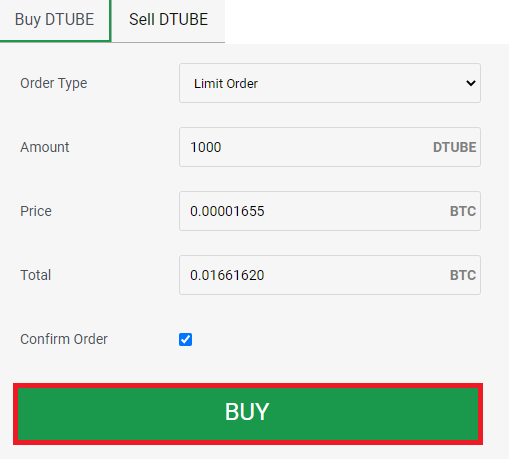 Buy DTUBE Sell DTUBE
Order Type Limit Order
Amount 1000 DTUBE
Price 0.00001655 BTC
Total 0.01661620 BTC
Confirm Order
BUY